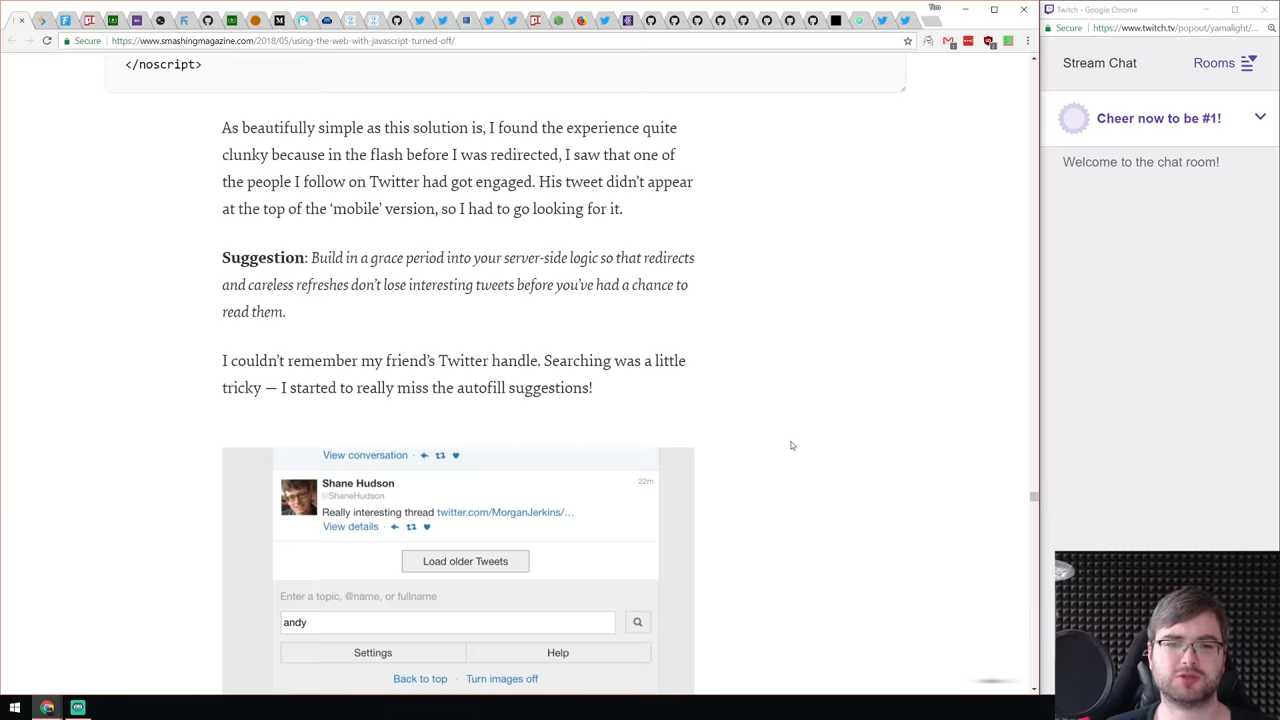 Tim
Secure
https://www.smashingmagazine.com/2018/05/using-the-web-with-javascript-turned-off/
</noscript>
As beautifully simple as this solution is, I found the experience quite
clunky because in the flash before I was redirected, I saw that one of
the people I follow on Twitter had got engaged. His tweet didn’t appear
at the top of the ‘mobile’ version, so I had to go looking for it.
Suggestion: Build in a grace period into your server-side logic so that redirects
and careless refreshes don’t lose interesting tweets before you’ve had a chance to
read them.
I couldn’t remember my friend’s Twitter handle. Searching was a little
tricky — I started to really miss the autofill suggestions!
View conversation ·
Shane Hudson
@ShaneHudson
22m
Really interesting thread twitter.com/MorganJerkins/…
View details ·
Load older Tweets
Enter a topic, @name, or fullname
andy
Settings
Help
Back to top · Turn images off
Twitch - Google Chrome
Secure
https://www.twitch.tv/popout/yamalight/...
Stream Chat
Rooms
Cheer now to be #1!
Welcome to the chat room!